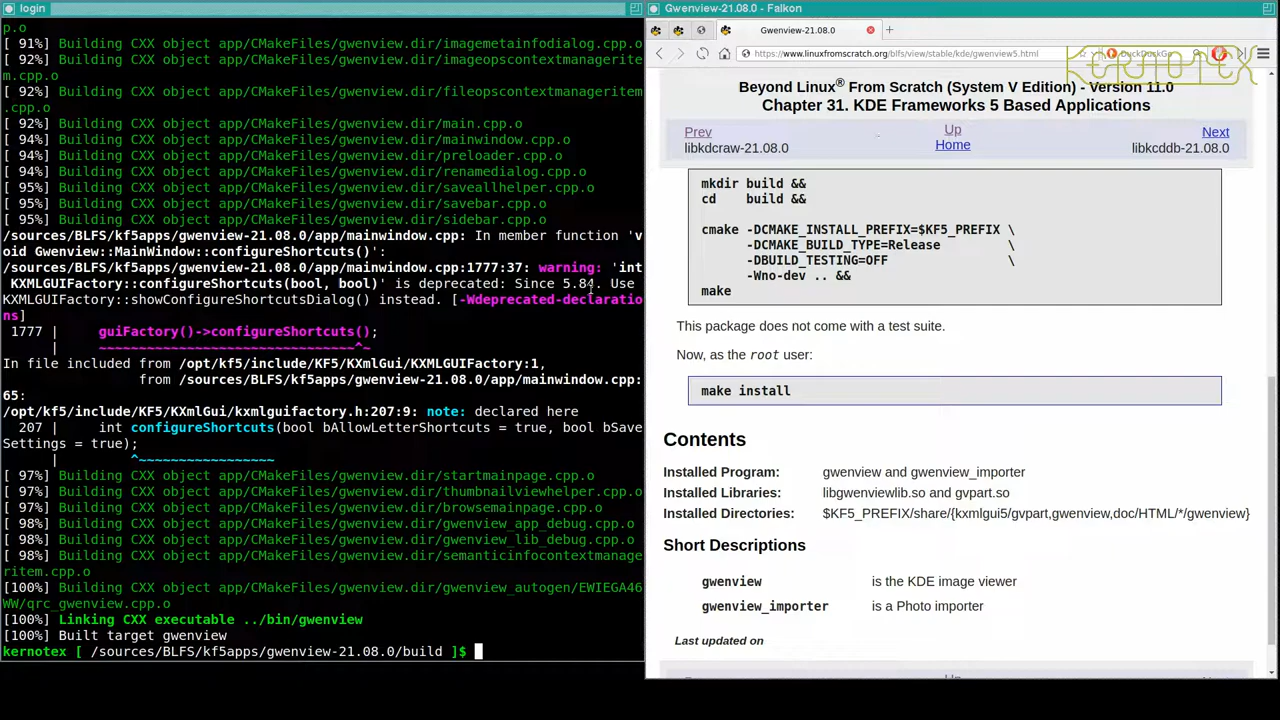 login
p.o
[ 91%] Building CXX object app/CMakeFiles/gwenview.dir/imagemetainfodialog.cpp.o
[ 92%] Building CXX object app/CMakeFiles/gwenview.dir/imageopscontextmanagerite
m.cpp.o
[ 92%] Building CXX object app/CMakeFiles/gwenview.dir/fileopscontextmanageritem
.cpp.o
[ 92%] Building CXX object app/CMakeFiles/gwenview.dir/main.cpp.o
[ 94%] Building CXX object app/CMakeFiles/gwenview.dir/mainwindow.cpp.o
[ 94%] Building CXX object app/CMakeFiles/gwenview.dir/preloader.cpp.o
[ 94%] Building CXX object app/CMakeFiles/gwenview.dir/renamedialog.cpp.o
[ 95%] Building CXX object app/CMakeFiles/gwenview.dir/saveallhelper.cpp.o
[ 95%] Building CXX object app/CMakeFiles/gwenview.dir/savebar.cpp.o
[ 95%] Building CXX object app/CMakeFiles/gwenview.dir/sidebar.cpp.o
/sources/BLFS/kf5apps/gwenview-21.08.0/app/mainwindow.cpp: In member function 'v
oid Gwenview::MainWindow::configureShortcuts()':
/sources/BLFS/kf5apps/gwenview-21.08.0/app/mainwindow.cpp:1777:37: warning: 'int
 KXMLGUIFactory::configureShortcuts(bool, bool)' is deprecated: Since 5.84. Use
KXMLGUIFactory::showConfigureShortcutsDialog() instead. [-Wdeprecated-declaratio
ns]
 1777 |     guiFactory()->configureShortcuts();
      |     ~~~~~~~~~~~~~~~~~~~~~~~~~~~~~~~~^~
In file included from /opt/kf5/include/KF5/KXmlGui/KXMLGUIFactory:1,
                 from /sources/BLFS/kf5apps/gwenview-21.08.0/app/mainwindow.cpp:
65:
/opt/kf5/include/KF5/KXmlGui/kxmlguifactory.h:207:9: note: declared here
  207 |     int configureShortcuts(bool bAllowLetterShortcuts = true, bool bSave
Settings = true);
      |         ^~~~~~~~~~~~~~~~~~
[ 97%] Building CXX object app/CMakeFiles/gwenview.dir/startmainpage.cpp.o
[ 97%] Building CXX object app/CMakeFiles/gwenview.dir/thumbnailviewhelper.cpp.o
[ 97%] Building CXX object app/CMakeFiles/gwenview.dir/browsemainpage.cpp.o
[ 98%] Building CXX object app/CMakeFiles/gwenview.dir/gwenview_app_debug.cpp.o
[ 98%] Building CXX object app/CMakeFiles/gwenview.dir/gwenview_lib_debug.cpp.o
[ 98%] Building CXX object app/CMakeFiles/gwenview.dir/semanticinfocontextmanage
ritem.cpp.o
[100%] Building CXX object app/CMakeFiles/gwenview.dir/gwenview_autogen/EWIEGA46
WW/qrc_gwenview.cpp.o
[100%] Linking CXX executable ../bin/gwenview
[100%] Built target gwenview
kernotex [ /sources/BLFS/kf5apps/gwenview-21.08.0/build ]$
Gwenview-21.08.0 - Falkon
Gwenview-21.08.0
https://www.linuxfromscratch.org/blfs/view/stable/kde/gwenview5.html
DuckDuckGo
KERNOTEX
Beyond Linux® From Scratch (System V Edition) - Version 11.0
Chapter 31. KDE Frameworks 5 Based Applications
Prev Up Next
libkdcraw-21.08.0 Home libkcddb-21.08.0
mkdir build &&
cd    build &&
cmake -DCMAKE_INSTALL_PREFIX=$KF5_PREFIX \
      -DCMAKE_BUILD_TYPE=Release         \
      -DBUILD_TESTING=OFF                \
      -Wno-dev .. &&
make
This package does not come with a test suite.
Now, as the root user:
make install
Contents
Installed Program: gwenview and gwenview_importer
Installed Libraries: libgwenviewlib.so and gvpart.so
Installed Directories: $KF5_PREFIX/share/{kxmlgui5/gvpart,gwenview,doc/HTML/*/gwenview}
Short Descriptions
gwenview is the KDE image viewer
gwenview_importer is a Photo importer
Last updated on